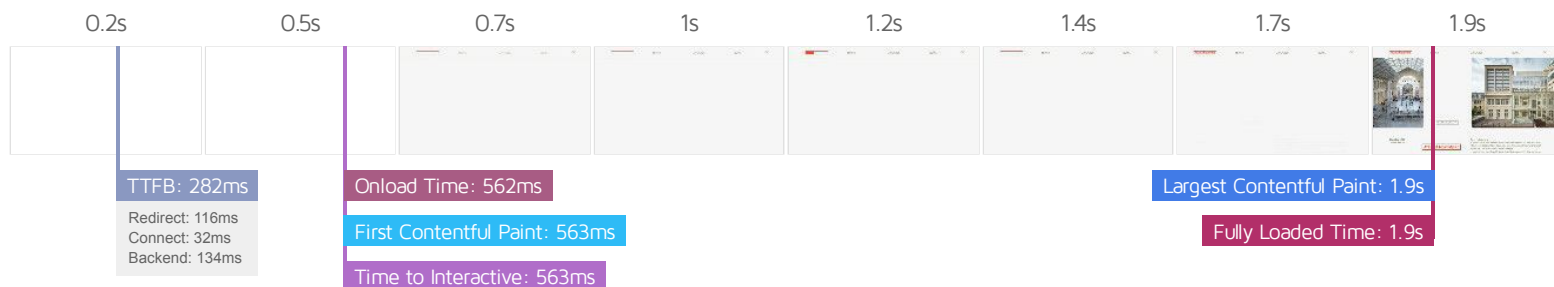 0.2s 0.5s 0.7s 1s 1.2s 1.4s 1.7s 1.9s
TTFB: 282ms
Redirect: 116ms
Connect: 32ms
Backend: 134ms
Onload Time: 562ms
First Contentful Paint: 563ms
Time to Interactive: 563ms
Largest Contentful Paint: 1.9s
Fully Loaded Time: 1.9s